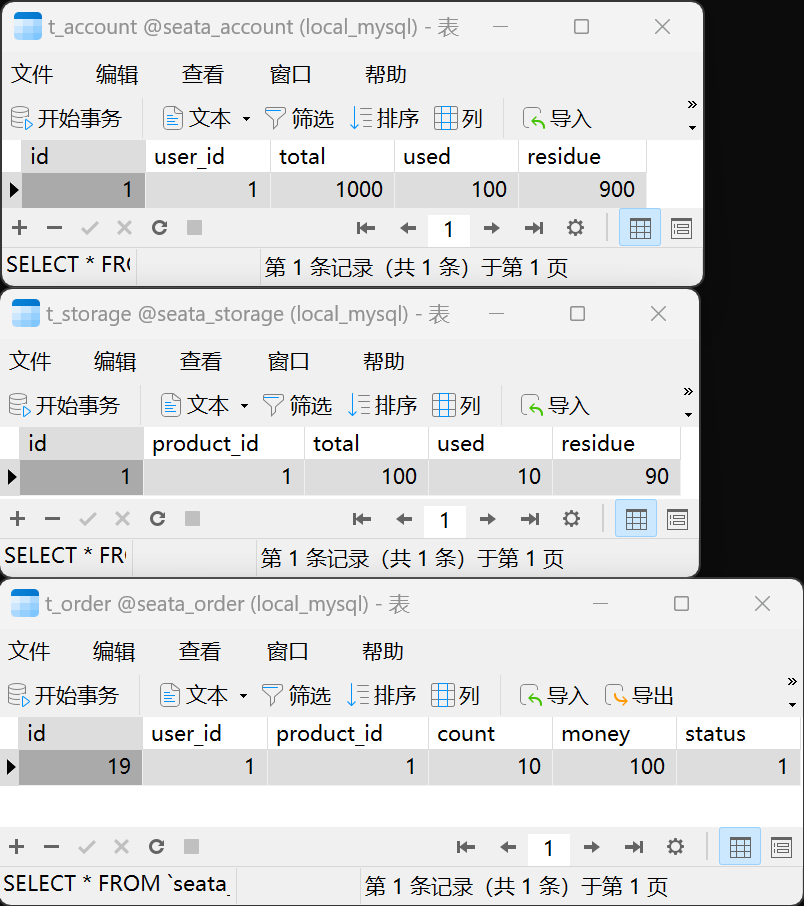 t_account @seata_account (local_mysql) - 表
文件 编辑 查看 窗口 帮助
开始事务 文本 筛选 排序 列 导入 »
id user_id total used residue
1 1 1000 100 900
1
SELECT * FRO 第 1 条记录（共 1 条）于第 1 页
t_storage @seata_storage (local_mysql) - 表
文件 编辑 查看 窗口 帮助
开始事务 文本 筛选 排序 列 导入 »
id product_id total used residue
1 1 100 10 90
1
SELECT * FRO 第 1 条记录（共 1 条）于第 1 页
t_order @seata_order (local_mysql) - 表
文件 编辑 查看 窗口 帮助
开始事务 文本 筛选 排序 列 导入 导出 »
id user_id product_id count money status
19 1 1 10 100 1
1
SELECT * FROM `seata_ 第 1 条记录（共 1 条）于第 1 页